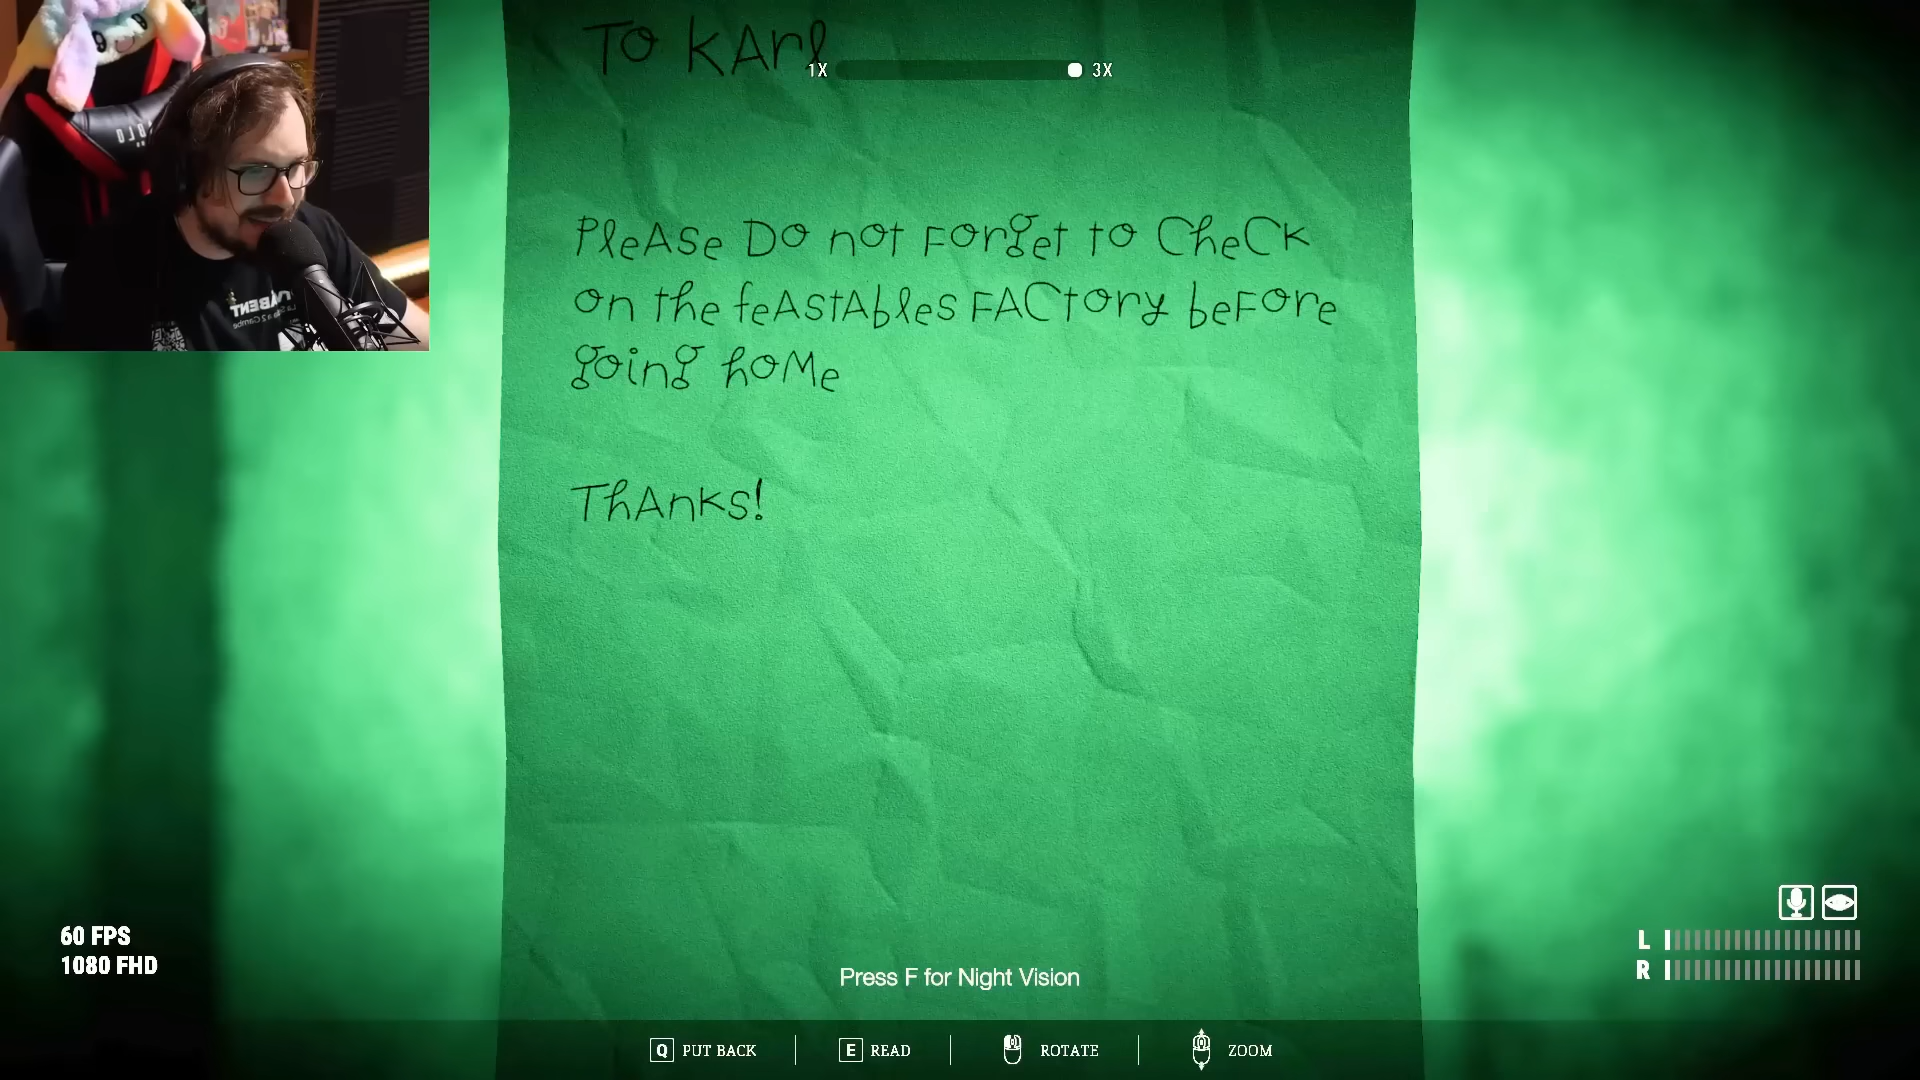 To KArl
1X 3X
PleASe Do not Forget to CheCK
on the feAStAbles FACtory beFore
going hoMe
ThAnKs!
60 FPS
1080 FHD
L
R
Press F for Night Vision
Q PUT BACK E READ ROTATE ZOOM